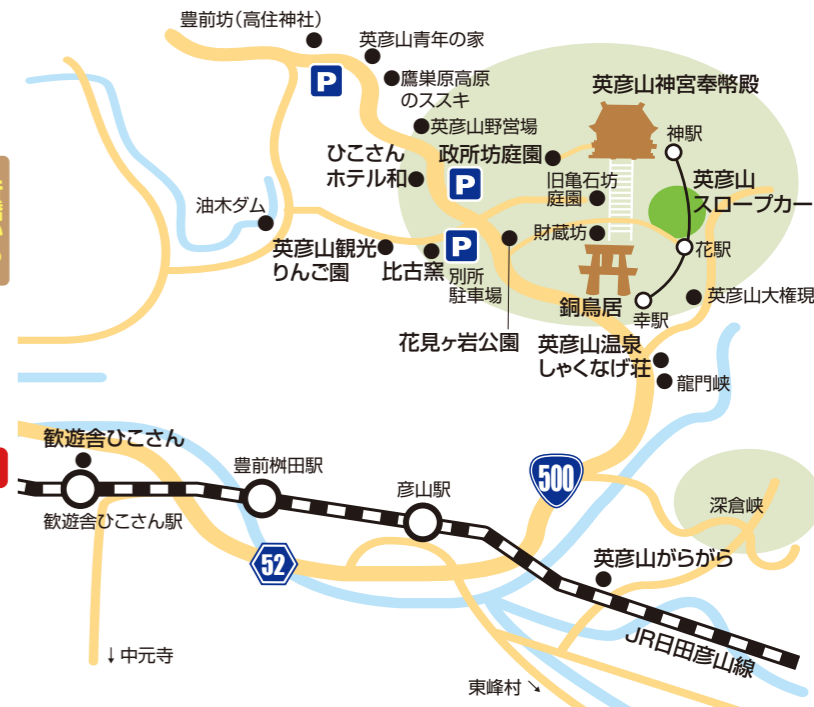 豊前坊（高住神社）
英彦山青年の家
P
鷹巣原高原
のススキ
英彦山神宮奉幣殿
英彦山野営場
神駅
ひこさん
ホテル和
政所坊庭園
P
旧亀石坊
庭園
英彦山
スロープカー
油木ダム
財蔵坊
英彦山観光
りんご園
比古窯
P
別所
駐車場
花駅
銅鳥居
幸駅
英彦山大権現
花見ヶ岩公園
英彦山温泉
しゃくなげ荘
龍門峡
歓遊舎ひこさん
豊前桝田駅
彦山駅
500
深倉峡
歓遊舎ひこさん駅
52
英彦山がらがら
JR日田彦山線
↓中元寺
東峰村↘